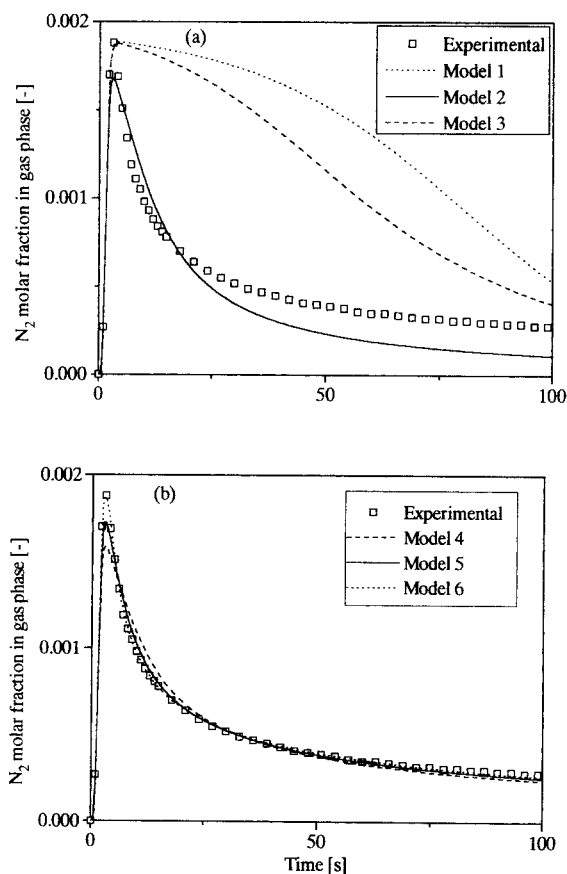 0.002
(a)
Experimental
Model 1
Model 2
Model 3
N2 molar fraction in gas phase [-]
0.001
0.000
0
50
100
0.002
(b)
Experimental
Model 4
Model 5
Model 6
N2 molar fraction in gas phase [-]
0.001
0.000
0
50
100
Time [s]